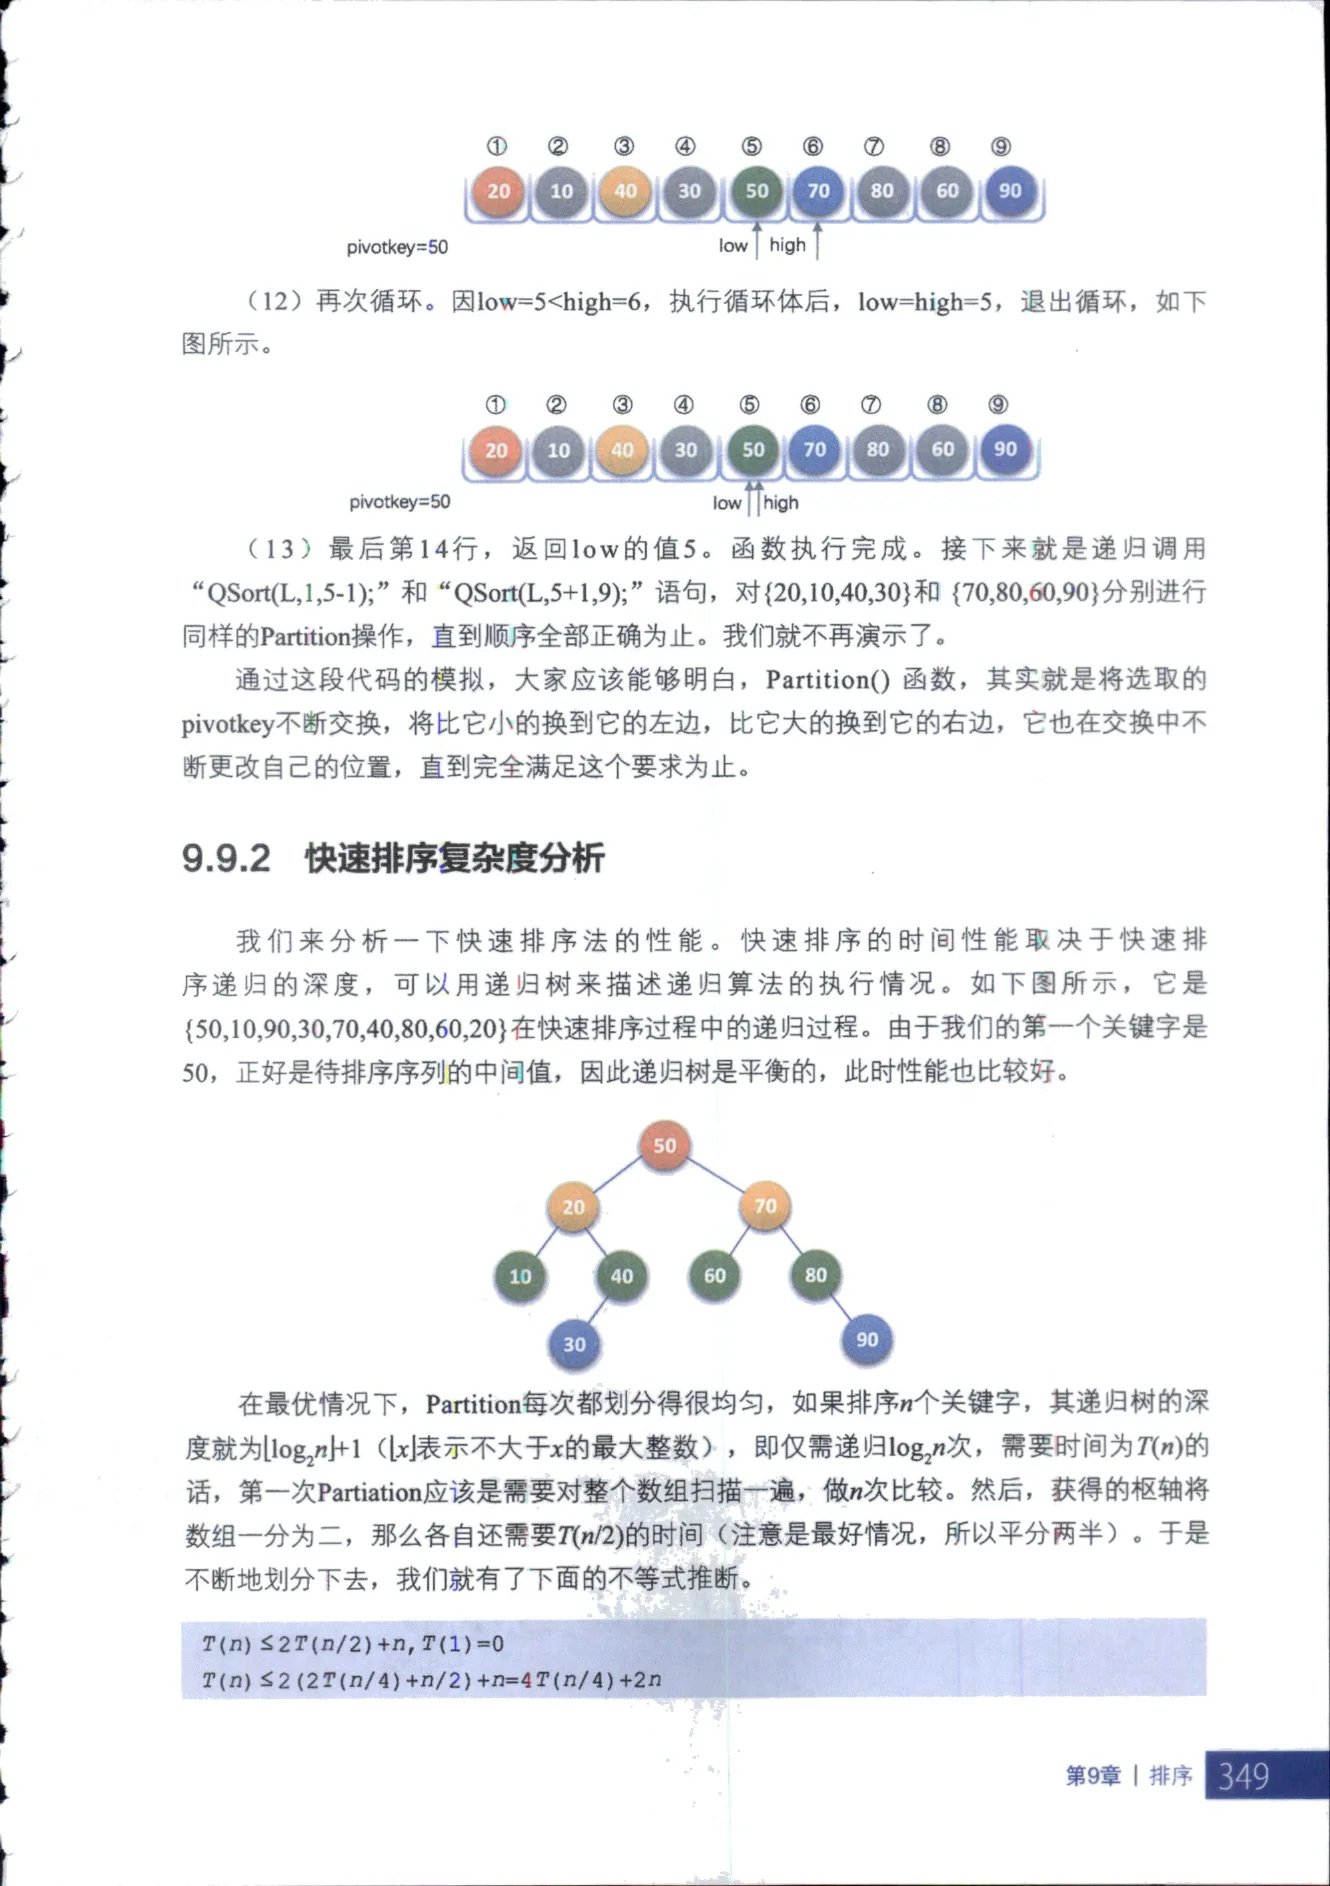 ① ② ③ ④ ⑤ ⑥ ⑦ ⑧ ⑨
20 10 40 30 50 70 80 60 90
pivotkey=50 low high
（12）再次循环。因low=5<high=6，执行循环体后，low=high=5，退出循环，如下
图所示。
① ② ③ ④ ⑤ ⑥ ⑦ ⑧ ⑨
20 10 40 30 50 70 80 60 90
pivotkey=50 low high
（13）最后第14行，返回low的值5。函数执行完成。接下来就是递归调用
“QSort(L,1,5-1);”和“QSort(L,5+1,9);”语句，对{20,10,40,30}和 {70,80,60,90}分别进行
同样的Partition操作，直到顺序全部正确为止。我们就不再演示了。
通过这段代码的模拟，大家应该能够明白，Partition() 函数，其实就是将选取的
pivotkey不断交换，将比它小的换到它的左边，比它大的换到它的右边，它也在交换中不
断更改自己的位置，直到完全满足这个要求为止。
9.9.2 快速排序复杂度分析
我们来分析一下快速排序法的性能。快速排序的时间性能取决于快速排
序递归的深度，可以用递归树来描述递归算法的执行情况。如下图所示，它是
{50,10,90,30,70,40,80,60,20}在快速排序过程中的递归过程。由于我们的第一个关键字是
50，正好是待排序序列的中间值，因此递归树是平衡的，此时性能也比较好。
50
20 70
10 40 60 80
30 90
在最优情况下，Partition每次都划分得很均匀，如果排序n个关键字，其递归树的深
度就为⌊log₂n⌋+1（⌊x⌋表示不大于x的最大整数），即仅需递归log₂n次，需要时间为T(n)的
话，第一次Partiation应该是需要对整个数组扫描一遍，做n次比较。然后，获得的枢轴将
数组一分为二，那么各自还需要T(n/2)的时间（注意是最好情况，所以平分两半）。于是
不断地划分下去，我们就有了下面的不等式推断。
T(n)≤2T(n/2)+n,T(1)=0
T(n)≤2(2T(n/4)+n/2)+n=4T(n/4)+2n
第9章 | 排序 349